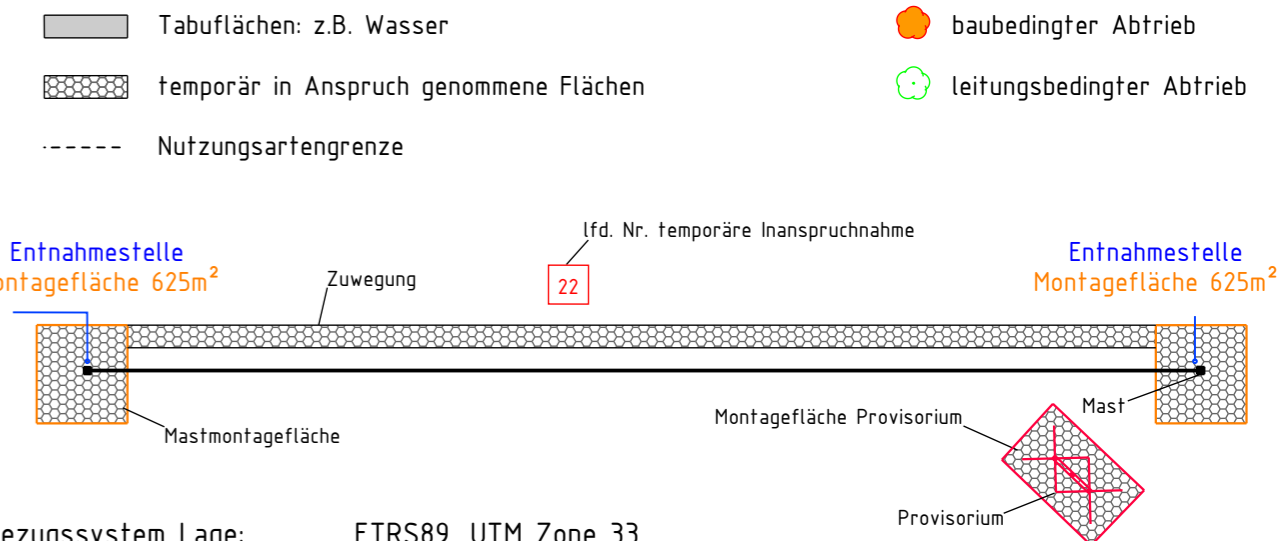 Tabuflächen: z.B. Wasser
baubedingter Abtrieb
temporär in Anspruch genommene Flächen
leitungsbedingter Abtrieb
Nutzungsartengrenze
lfd. Nr. temporäre Inanspruchnahme
22
Entnahmestelle
ontagefläche 625m²
Zuwegung
Entnahmestelle
Montagefläche 625m²
Mastmontagefläche
Mast
Montagefläche Provisorium
Provisorium
ezugssystem Lage: ETRS89 UTM Zone 33